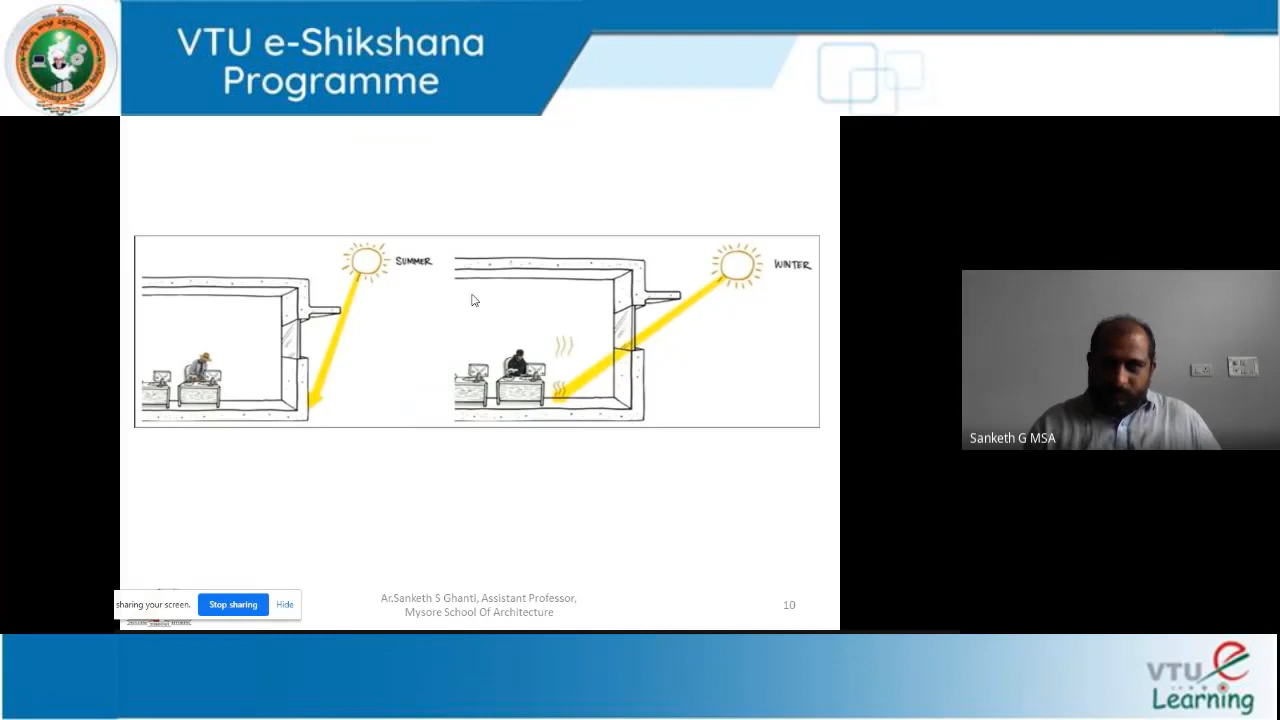 VTU e-Shikshana
Programme
SUMMER
WINTER
Sanketh G MSA
sharing your screen.
Stop sharing
Hide
Ar.Sanketh S Ghanti, Assistant Professor,
Mysore School Of Architecture
10
VTU
Learning